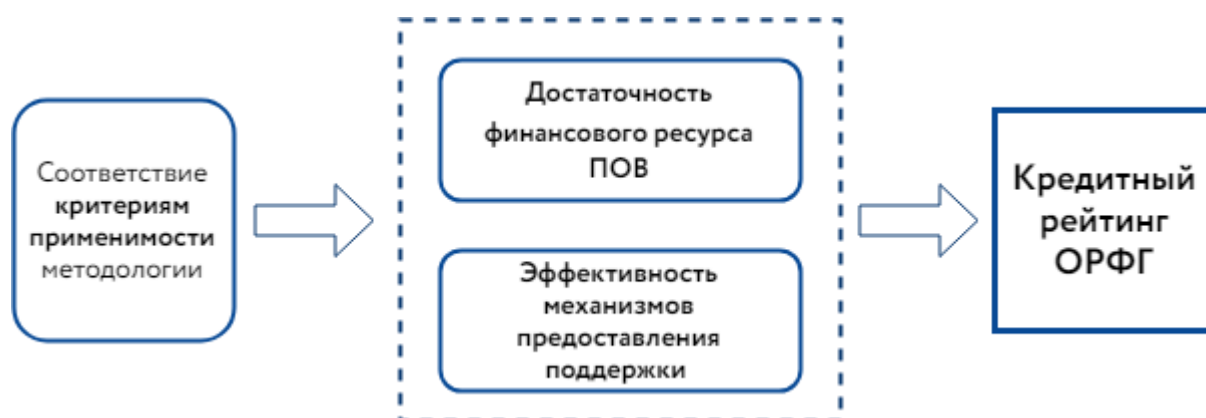 Соответствие
критериям
применимости
методологии
Достаточность
финансового ресурса
ПОВ
Эффективность
механизмов
предоставления
поддержки
Кредитный
рейтинг
ОРФГ